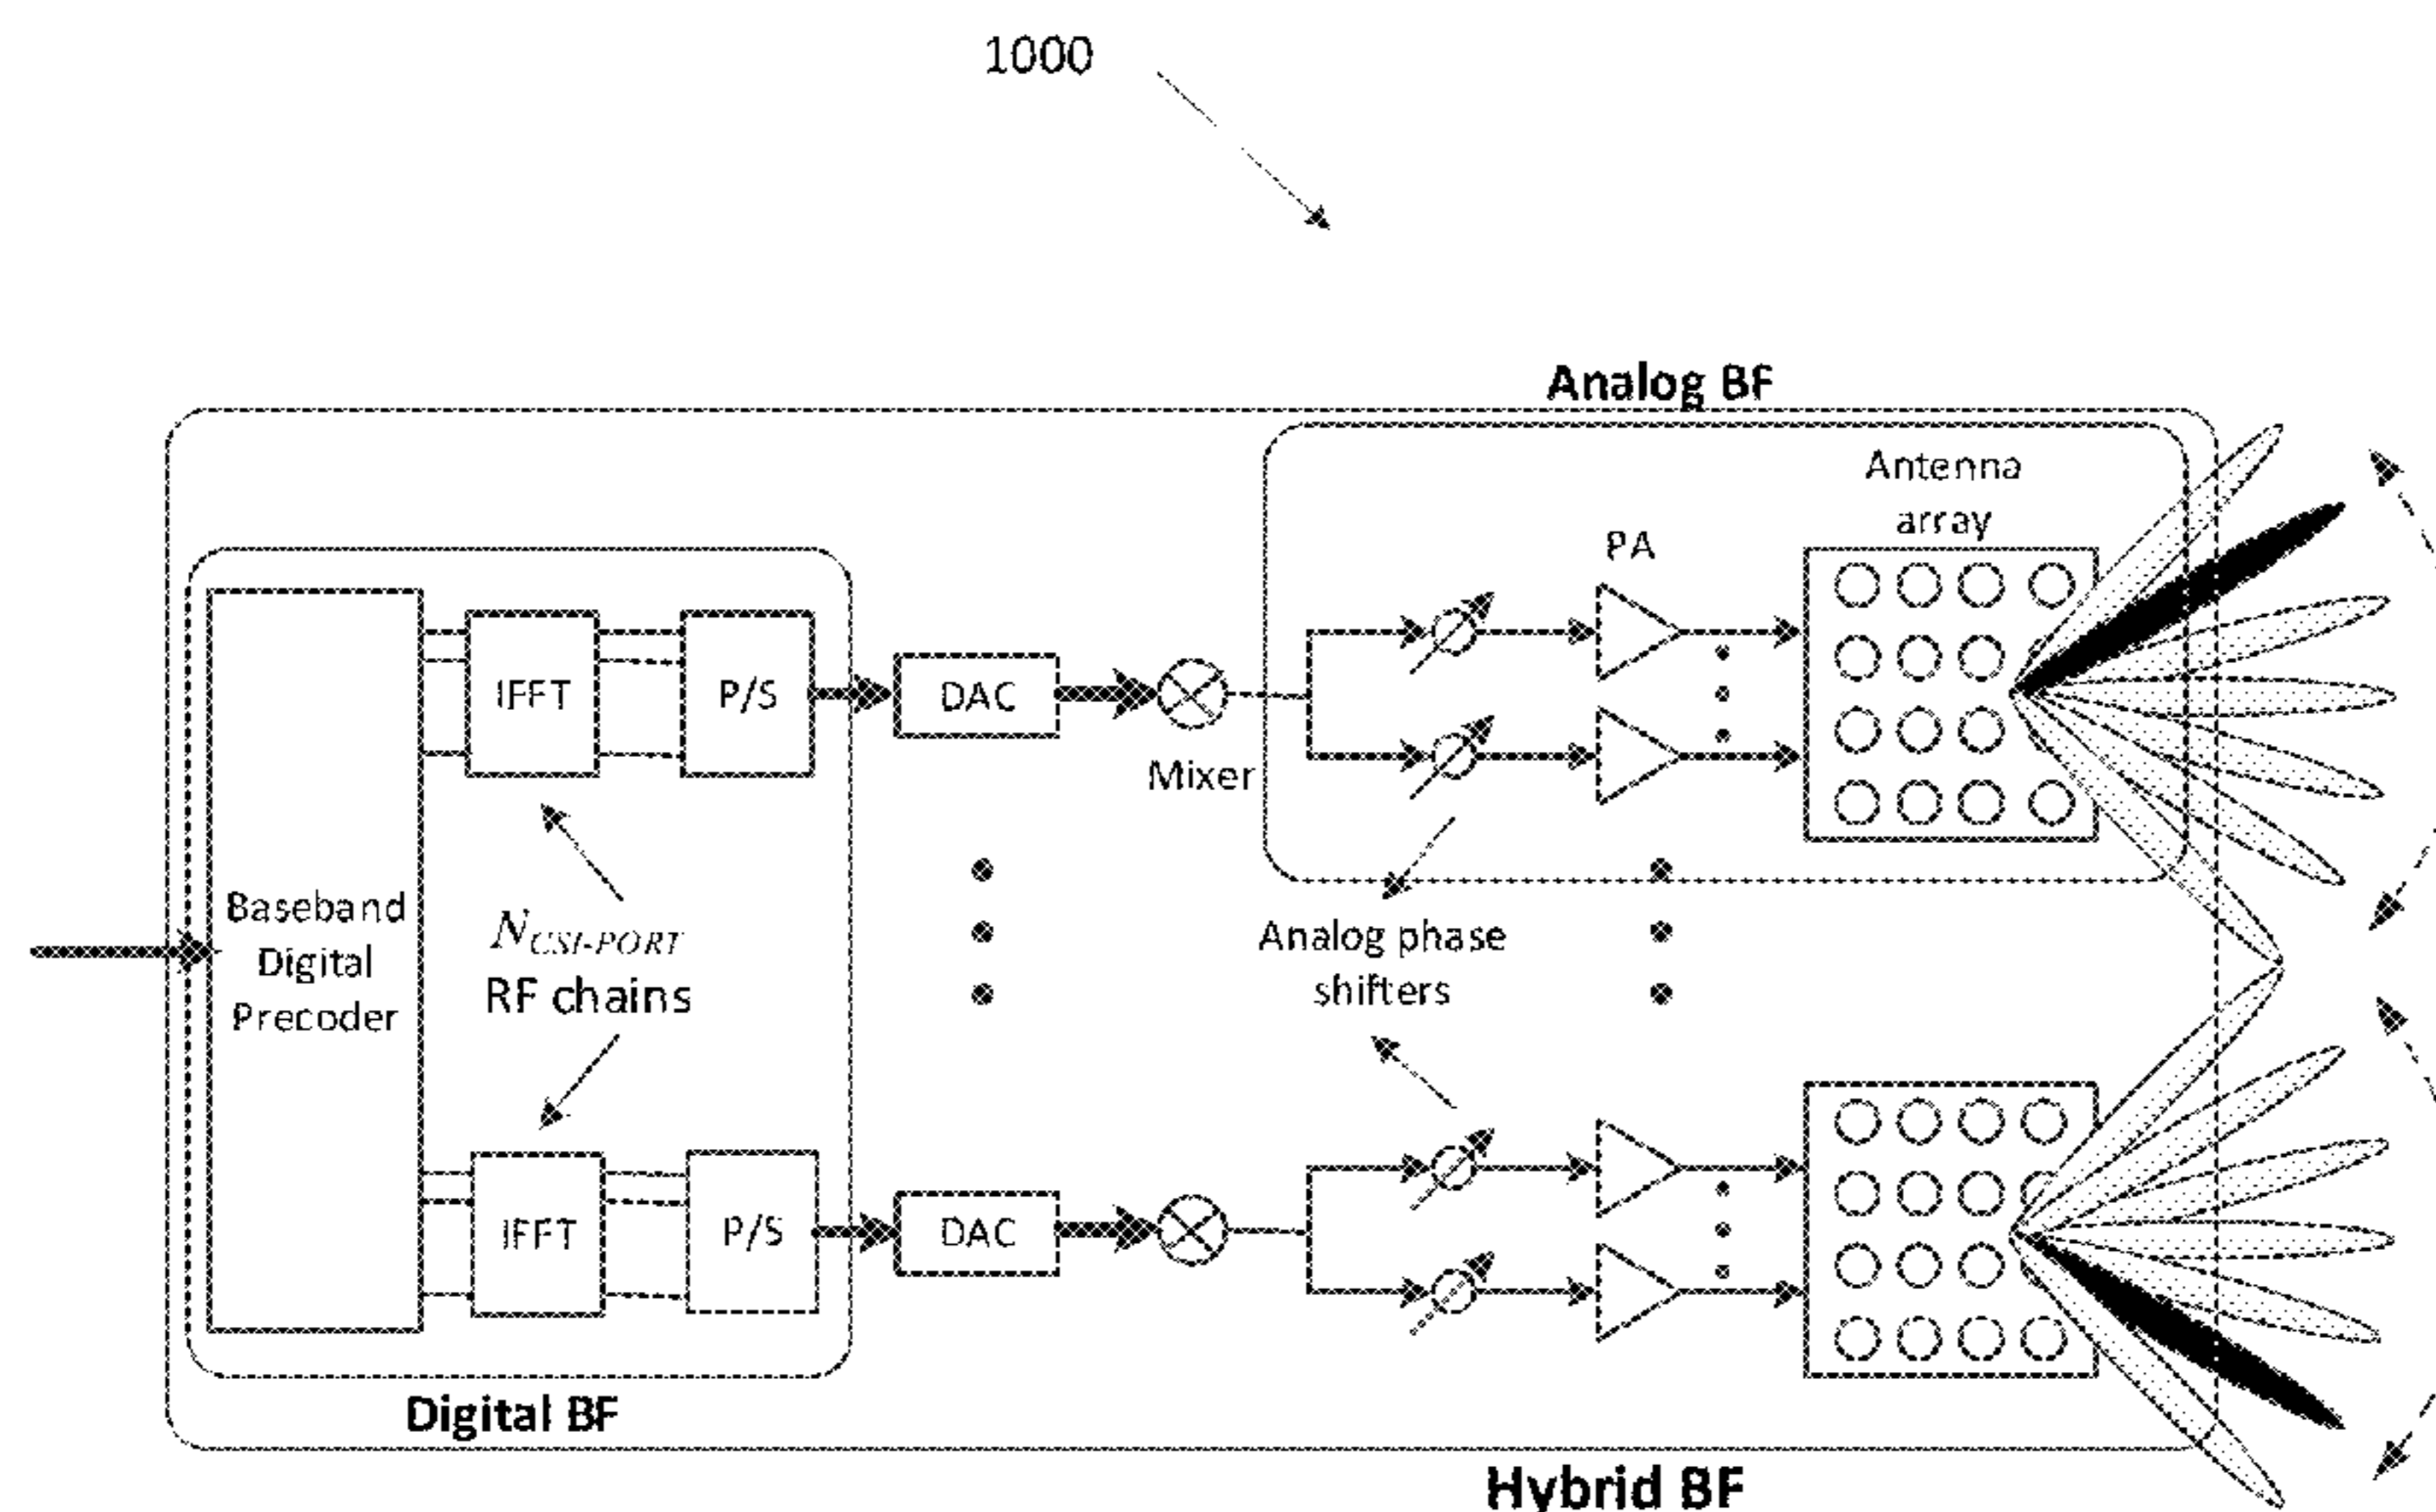 1000
Analog BF
Antenna
array
PA
IFFT
P/S
DAC
Mixer
Baseband
Digital
Precoder
N_CSI-PORT
RF chains
Analog phase
shifters
IFFT
P/S
DAC
Digital BF
Hybrid BF